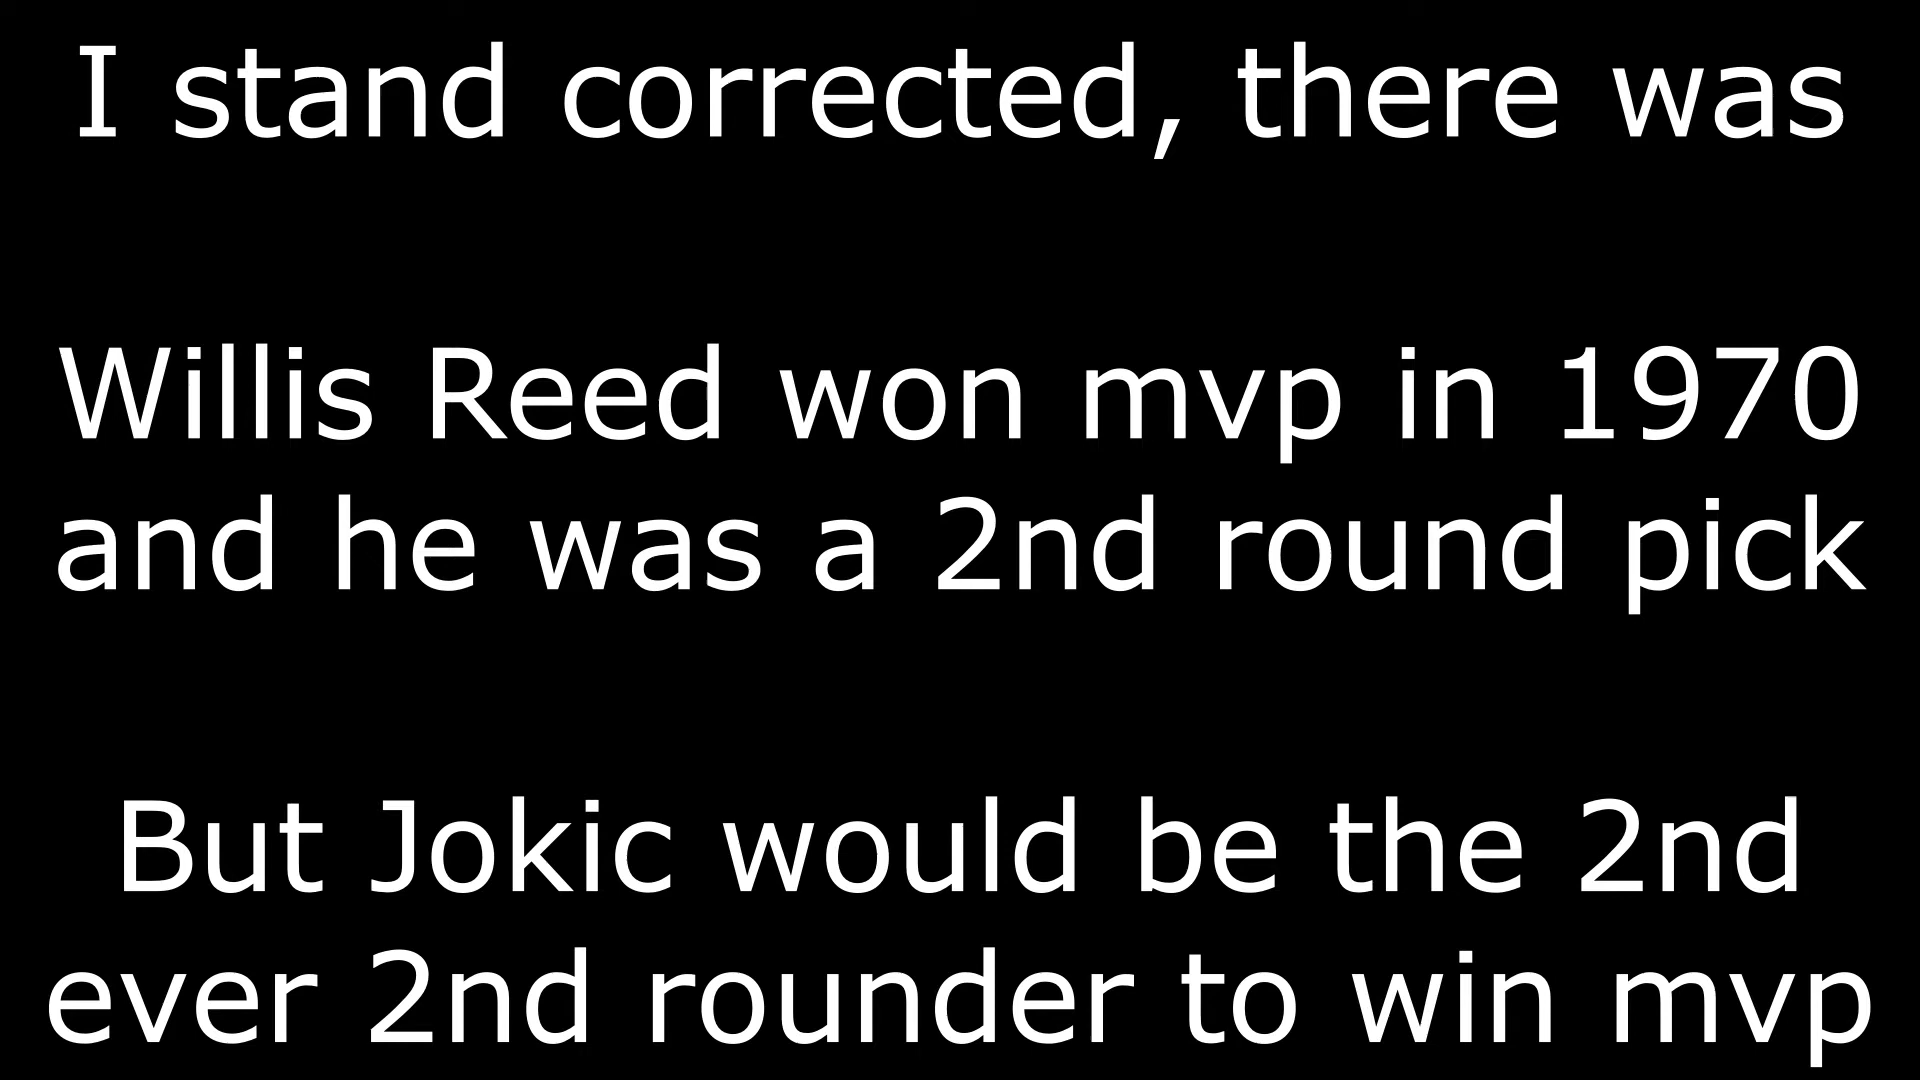 I stand corrected, there was
Willis Reed won mvp in 1970
and he was a 2nd round pick
But Jokic would be the 2nd
ever 2nd rounder to win mvp